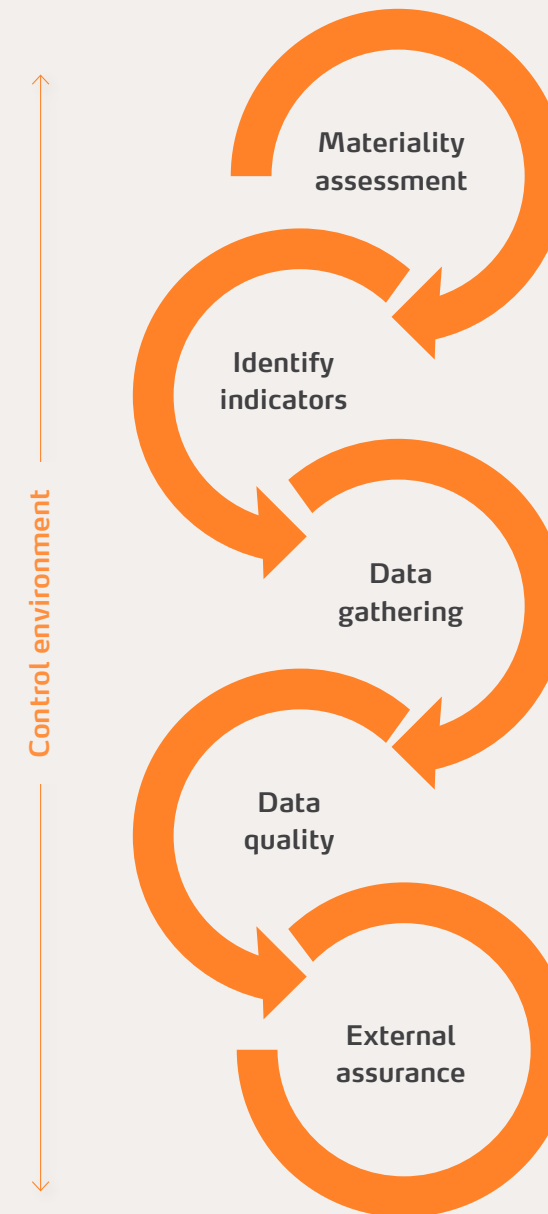 Materiality
assessment
Identify
indicators
Control environment
Data
gathering
Data
quality
External
assurance